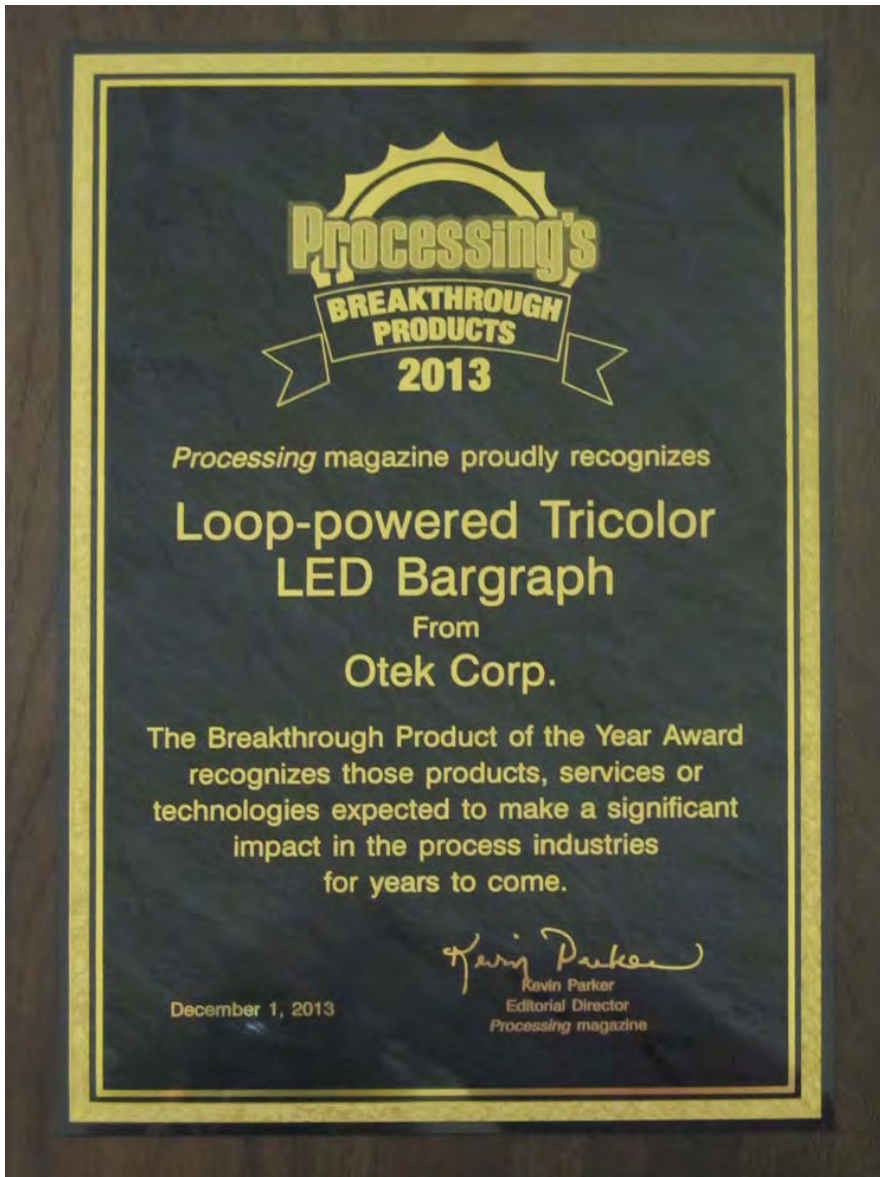 Processing's
BREAKTHROUGH
PRODUCTS
2013
Processing magazine proudly recognizes
Loop-powered Tricolor
LED Bargraph
From
Otek Corp.
The Breakthrough Product of the Year Award
recognizes those products, services or
technologies expected to make a significant
impact in the process industries
for years to come.
Kevin Parker
Kevin Parker
Editorial Director
Processing magazine
December 1, 2013